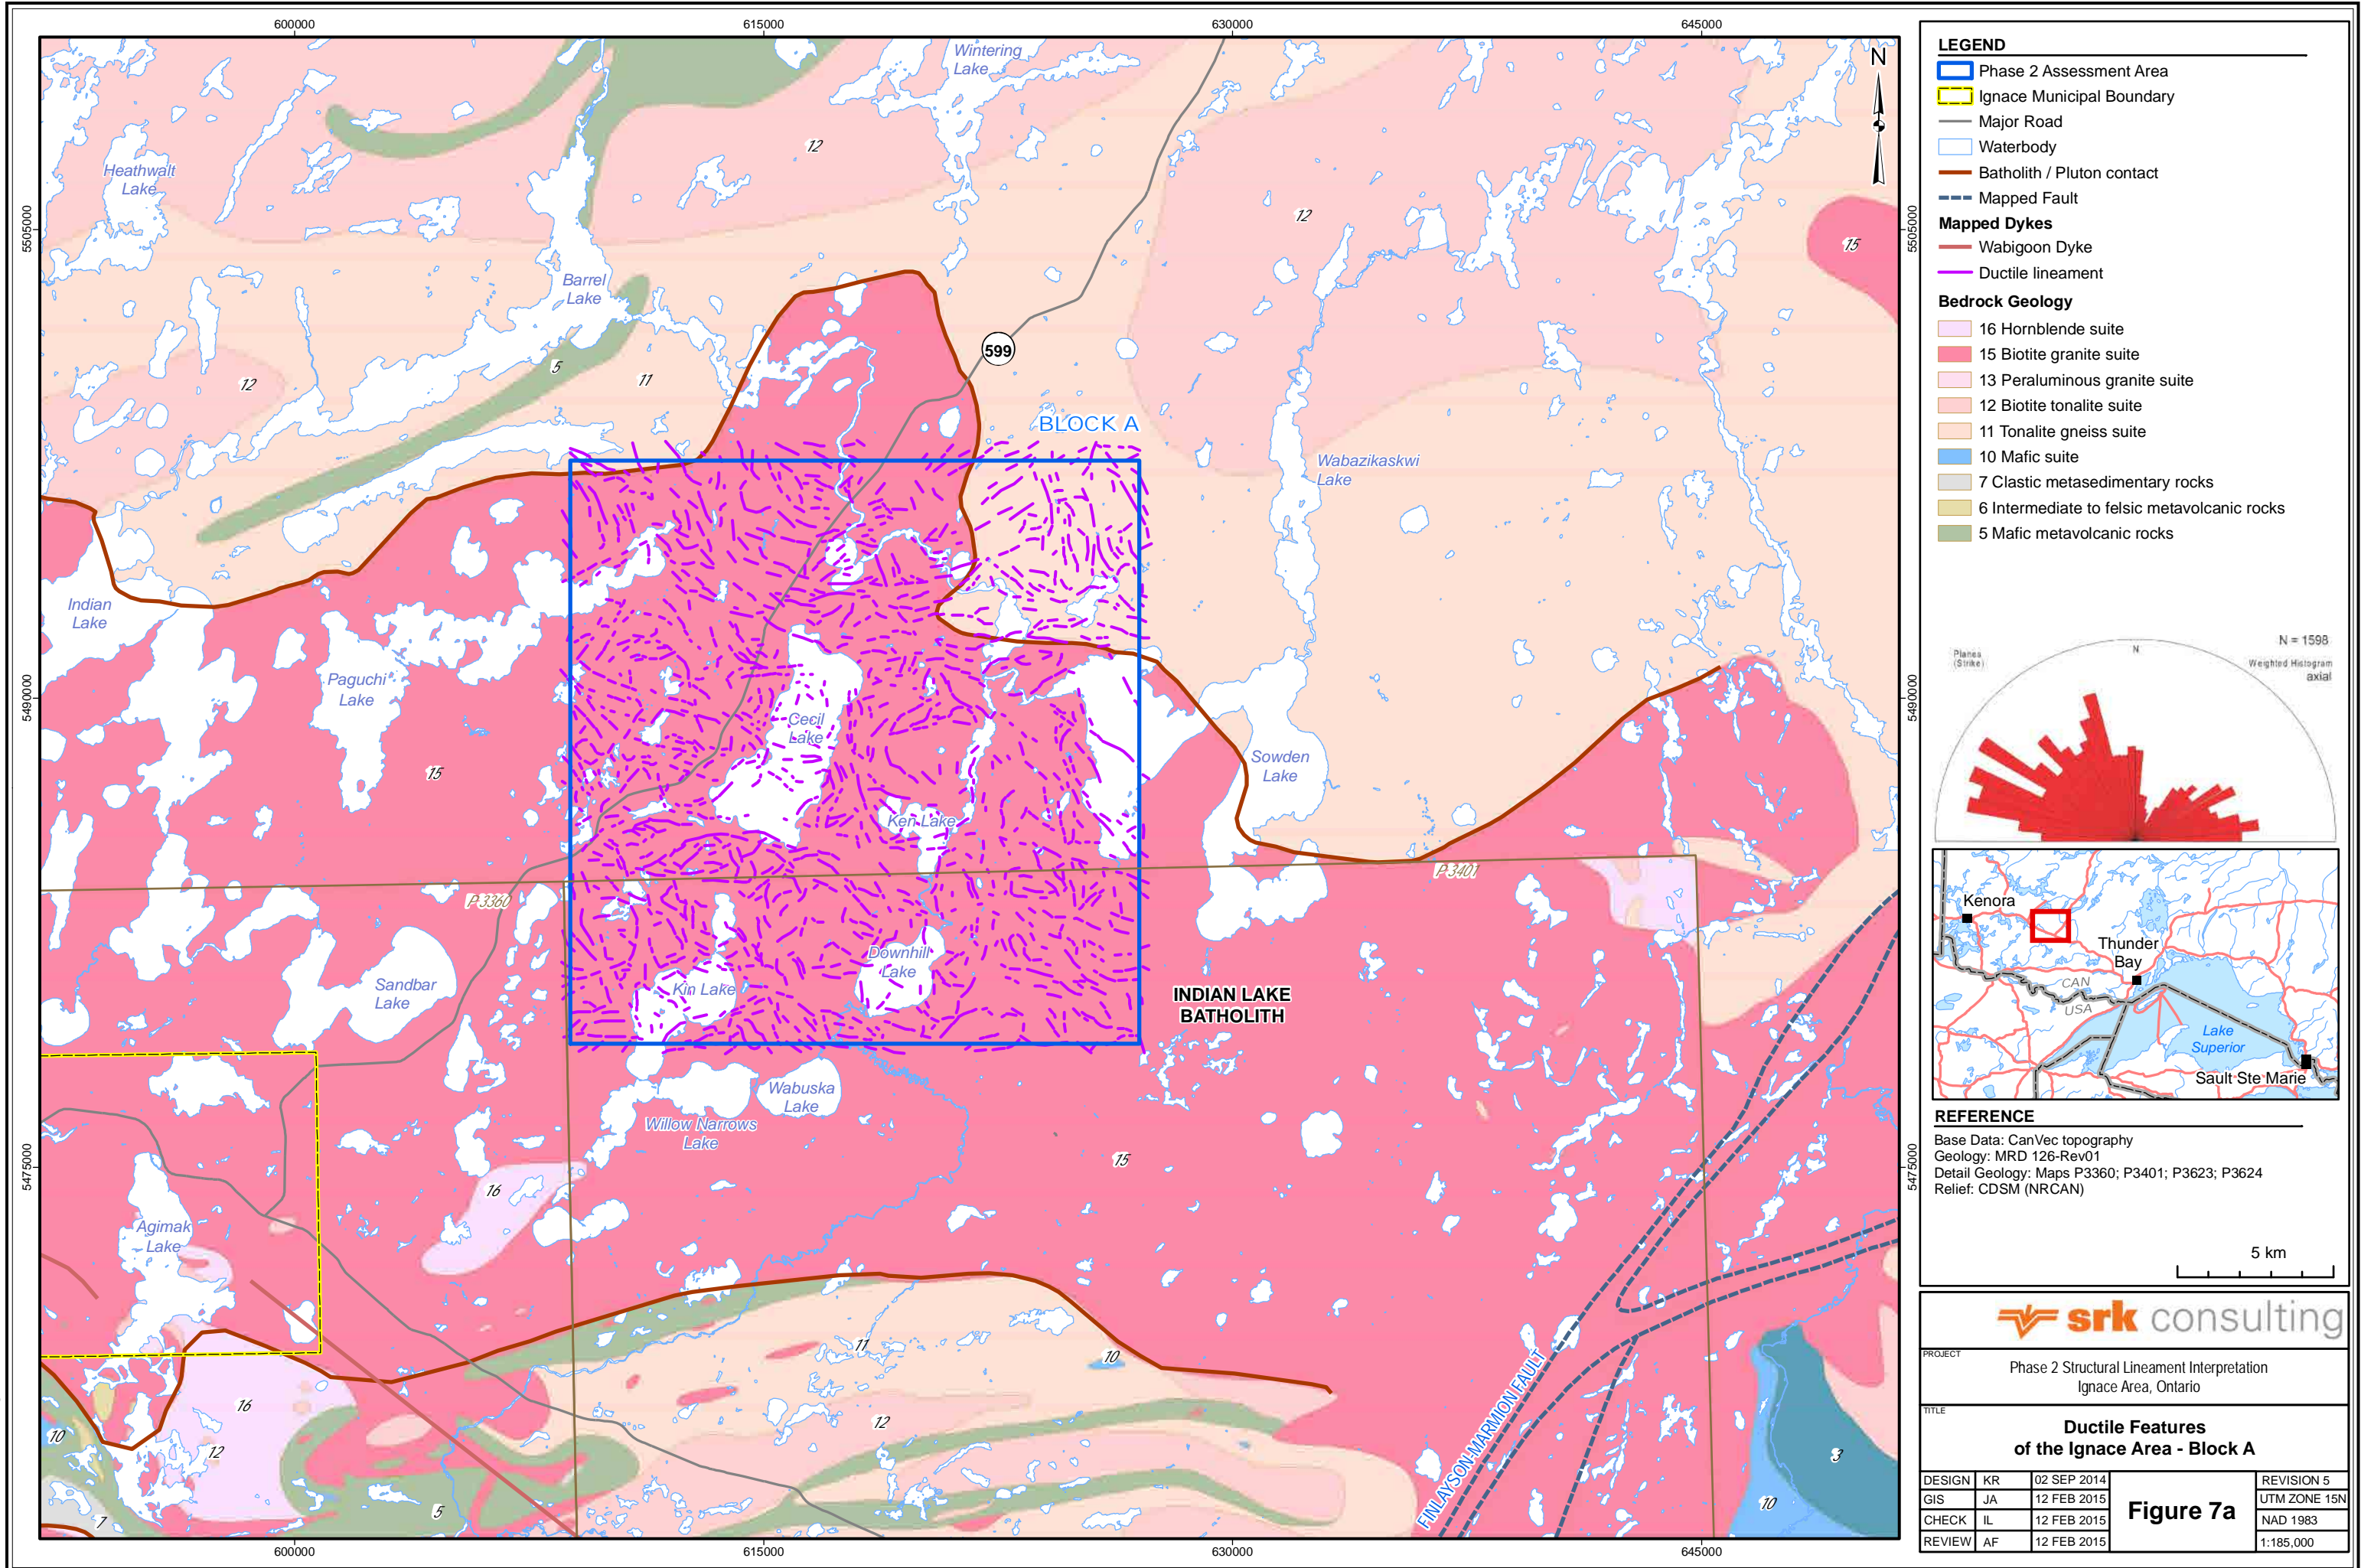 600000
615000
630000
645000
5505000
5490000
5475000
5505000
5490000
5475000
600000
615000
630000
645000
N
Wintering
Lake
Heathwalt
Lake
12
12
15
Barrel
Lake
5
11
12
599
BLOCK A
Wabazikaskwi
Lake
Indian
Lake
Paguchi
Lake
Cecil
Lake
Sowden
Lake
15
Ken Lake
P 3401
P 3360
Downhill
Lake
Kin Lake
Sandbar
Lake
INDIAN LAKE
BATHOLITH
Wabuska
Lake
Willow Narrows
Lake
15
16
Agimak
Lake
11
10
16
12
12
10
5
7
3
10
FINLAYSON-MARMION FAULT
LEGEND
Phase 2 Assessment Area
Ignace Municipal Boundary
Major Road
Waterbody
Batholith / Pluton contact
Mapped Fault
Mapped Dykes
Wabigoon Dyke
Ductile lineament
Bedrock Geology
16 Hornblende suite
15 Biotite granite suite
13 Peraluminous granite suite
12 Biotite tonalite suite
11 Tonalite gneiss suite
10 Mafic suite
7 Clastic metasedimentary rocks
6 Intermediate to felsic metavolcanic rocks
5 Mafic metavolcanic rocks
Planes
(Strike)
N
N = 1598
Weighted Histogram
axial
Kenora
Thunder
Bay
CAN
USA
Lake
Superior
Sault Ste Marie
REFERENCE
Base Data: CanVec topography
Geology: MRD 126-Rev01
Detail Geology: Maps P3360; P3401; P3623; P3624
Relief: CDSM (NRCAN)
5 km
srk consulting
PROJECT
Phase 2 Structural Lineament Interpretation
Ignace Area, Ontario
TITLE
Ductile Features
of the Ignace Area - Block A
DESIGN KR 02 SEP 2014
GIS JA 12 FEB 2015
CHECK IL 12 FEB 2015
REVIEW AF 12 FEB 2015
Figure 7a
REVISION 5
UTM ZONE 15N
NAD 1983
1:185,000